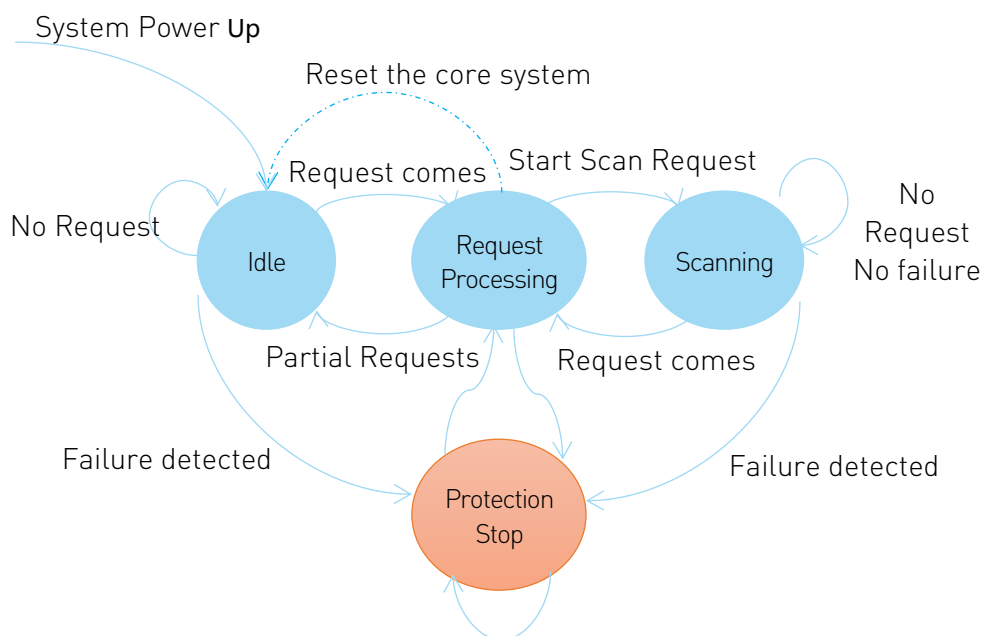 System Power Up
Reset the core system
Request comes
Start Scan Request
No Request
No
Request
No failure
Idle
Request
Processing
Scanning
Partial Requests
Request comes
Failure detected
Failure detected
Protection
Stop